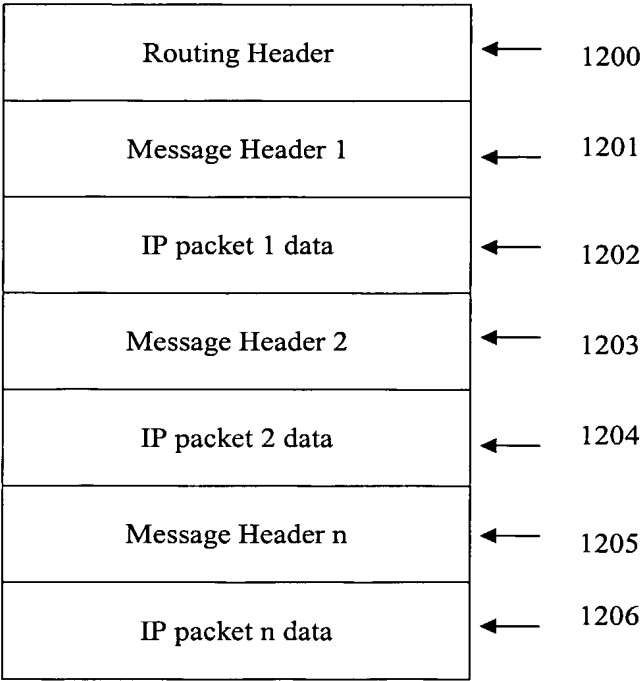 Routing Header
1200
Message Header 1
1201
IP packet 1 data
1202
Message Header 2
1203
IP packet 2 data
1204
Message Header n
1205
IP packet n data
1206